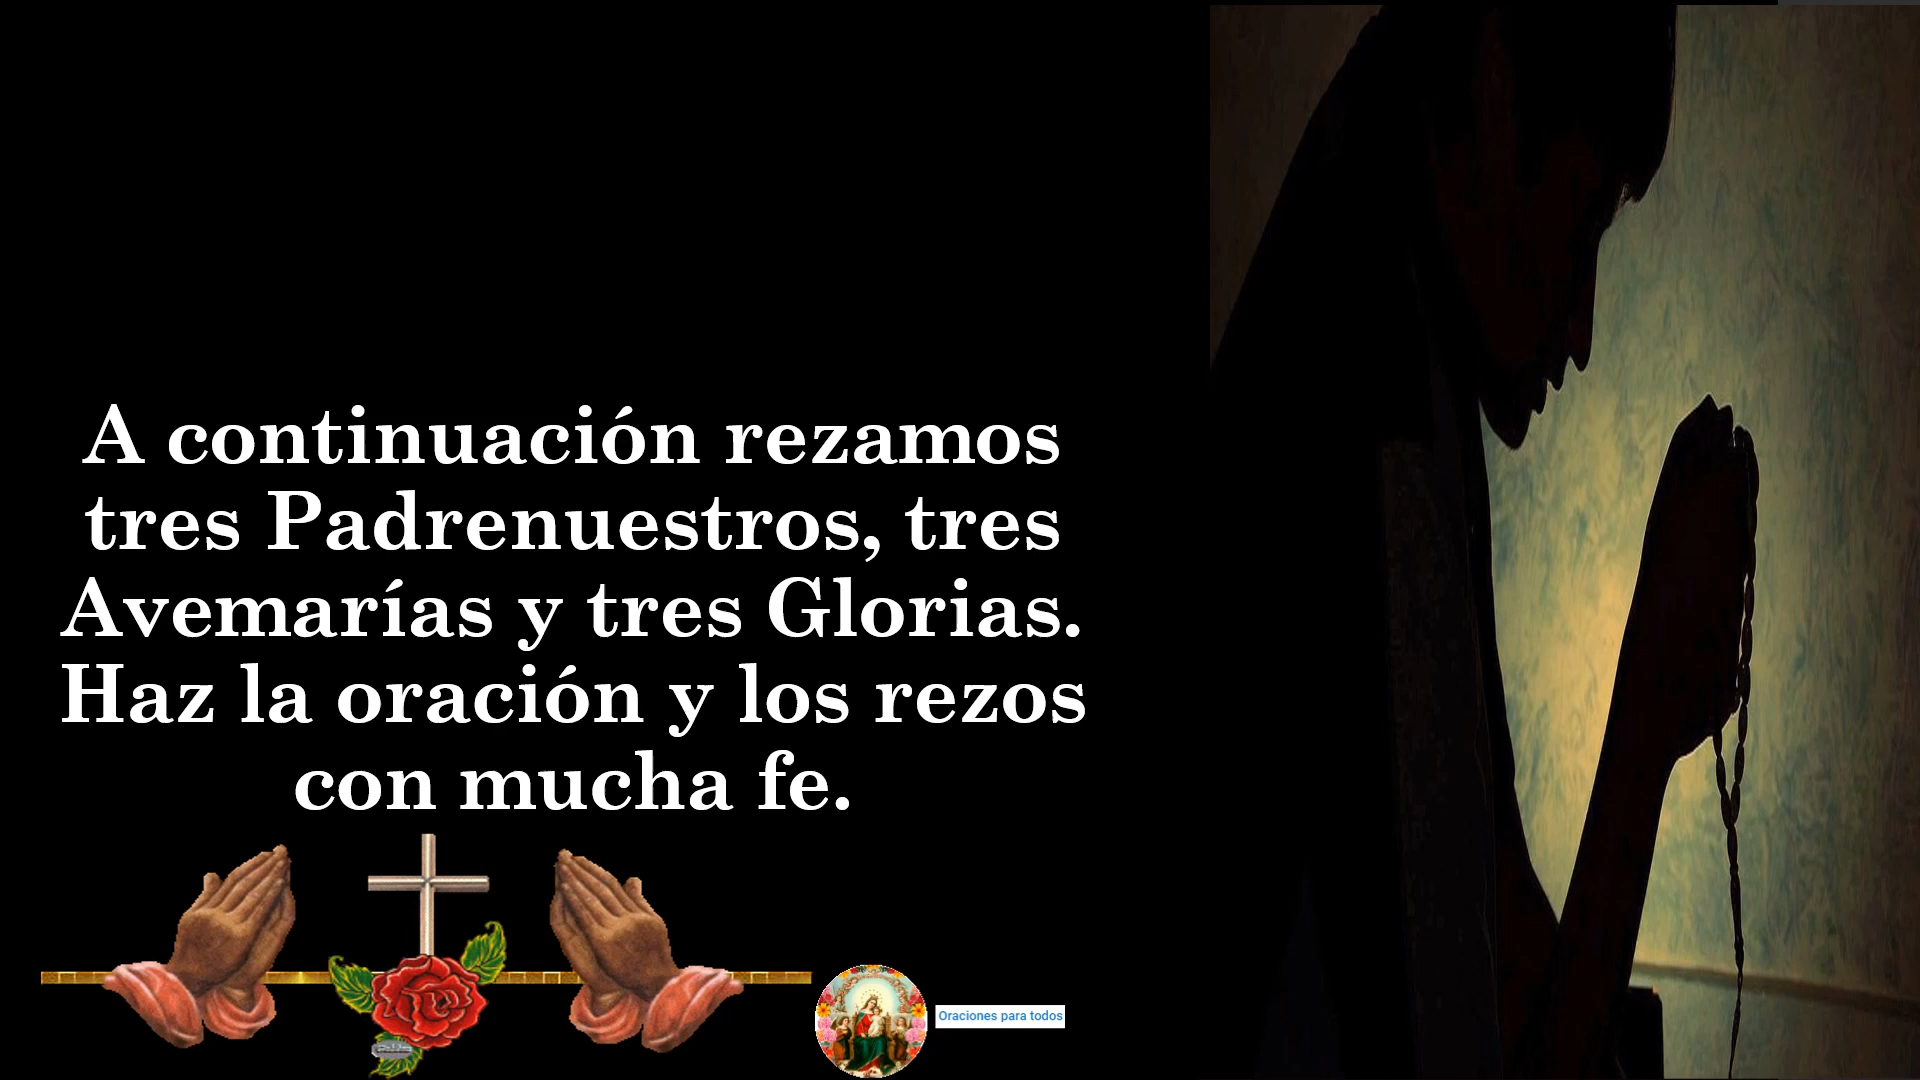 A continuación rezamos
tres Padrenuestros, tres
Avemarías y tres Glorias.
Haz la oración y los rezos
con mucha fe.
Oraciones para todos